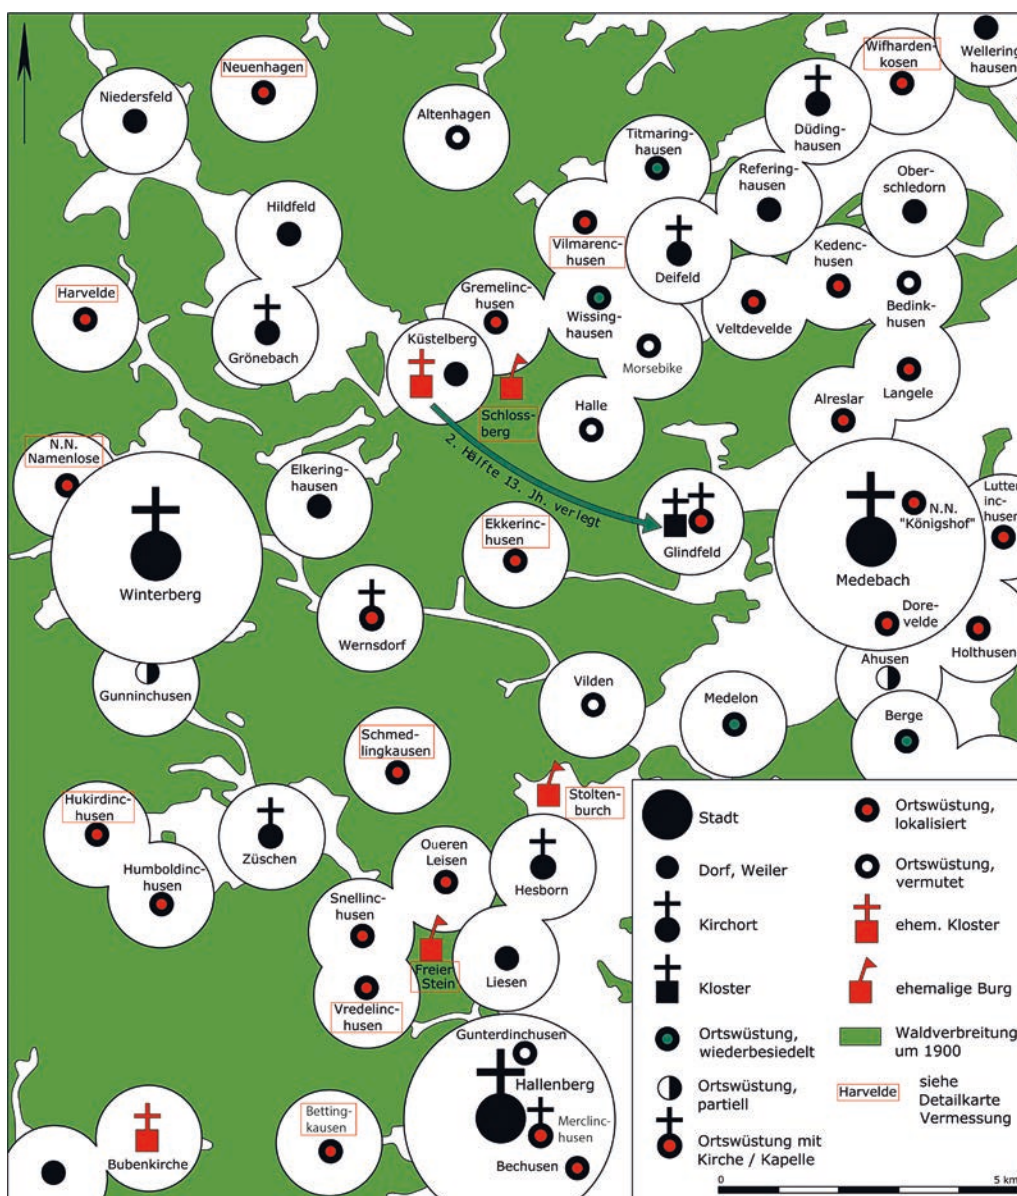 Wellering
hausen
Wifharden-
kosen
Neuenhagen
Niedersfeld
Altenhagen
Düding-
hausen
Titmaring-
hausen
Refering-
hausen
Ober-
schledorn
Hildfeld
Vilmarenc-
husen
Deifeld
Kedenc-
husen
Harvelde
Gremelinc-
husen
Wissing-
hausen
Veltdevelde
Bedink-
husen
Grönebach
Küstelberg
Morsebike
Schloss-
berg
Halle
Alreslar
Langele
2. Hälfte 13. Jh. verlegt
N.N.
Namenlose
Elkering-
hausen
Ekkerinc-
husen
Glindfeld
N.N.
"Königshof"
Lutter
inc-
husen
Medebach
Winterberg
Wernsdorf
Dore-
velde
Holthusen
Ahusen
Gunninchusen
Vilden
Medelon
Berge
Schmed-
lingkausen
Stolten-
burch
Hukirdinc-
husen
Züschen
Humboldinc-
husen
Oueren
Leisen
Hesborn
Snellinc-
husen
Freier
Stein
Liesen
Vredelinc-
husen
Gunterdinchusen
Hallenberg
Merclinc-
husen
Bechusen
Betting-
kausen
Bubenkirche
Stadt
Dorf, Weiler
Kirchort
Kloster
Ortswüstung,
wiederbesiedelt
Ortswüstung,
partiell
Ortswüstung mit
Kirche / Kapelle
Ortswüstung,
lokalisiert
Ortswüstung,
vermutet
ehem. Kloster
ehemalige Burg
Waldverbreitung
um 1900
Harvelde
siehe
Detailkarte
Vermessung
0
5 km